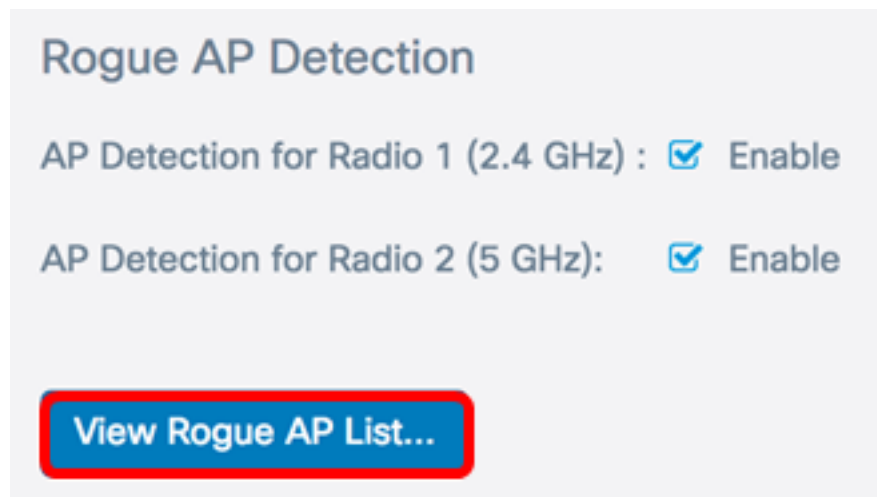 Rogue AP Detection
AP Detection for Radio 1 (2.4 GHz) : Enable
AP Detection for Radio 2 (5 GHz): Enable
View Rogue AP List...